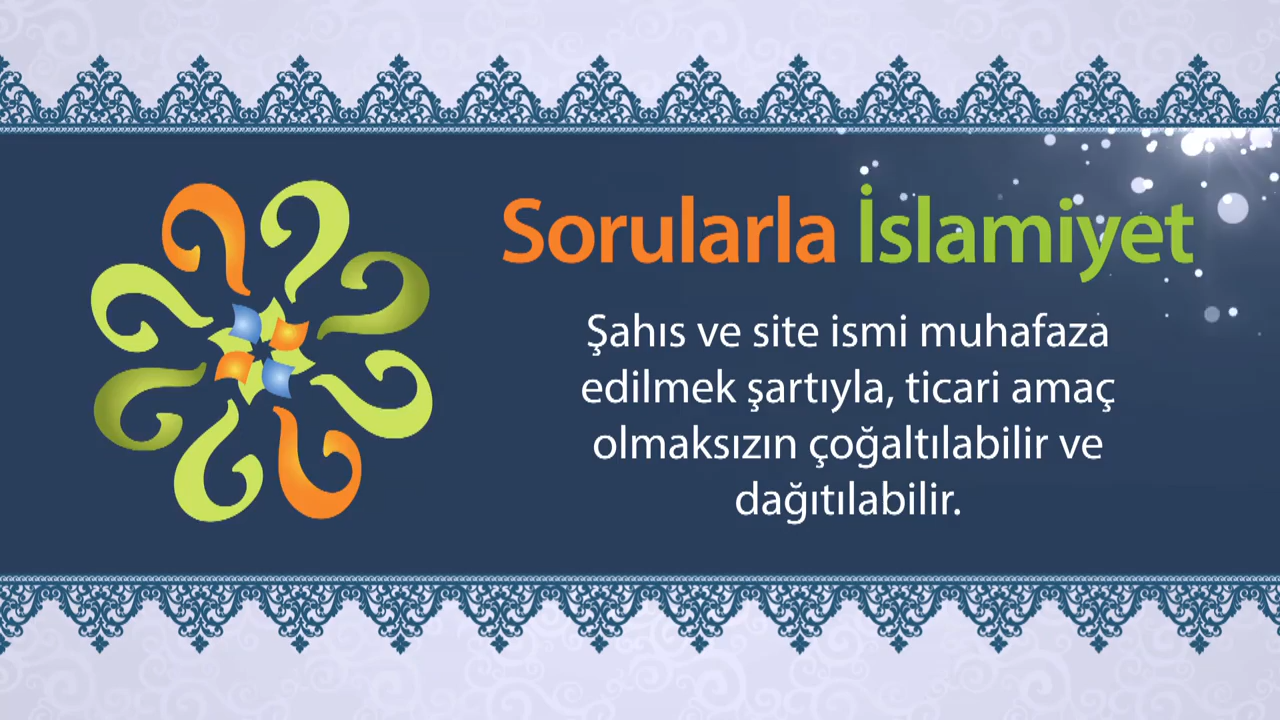 Sorularla İslamiyet
Şahıs ve site ismi muhafaza
edilmek şartıyla, ticari amaç
olmaksızın çoğaltılabilir ve
dağıtılabilir.